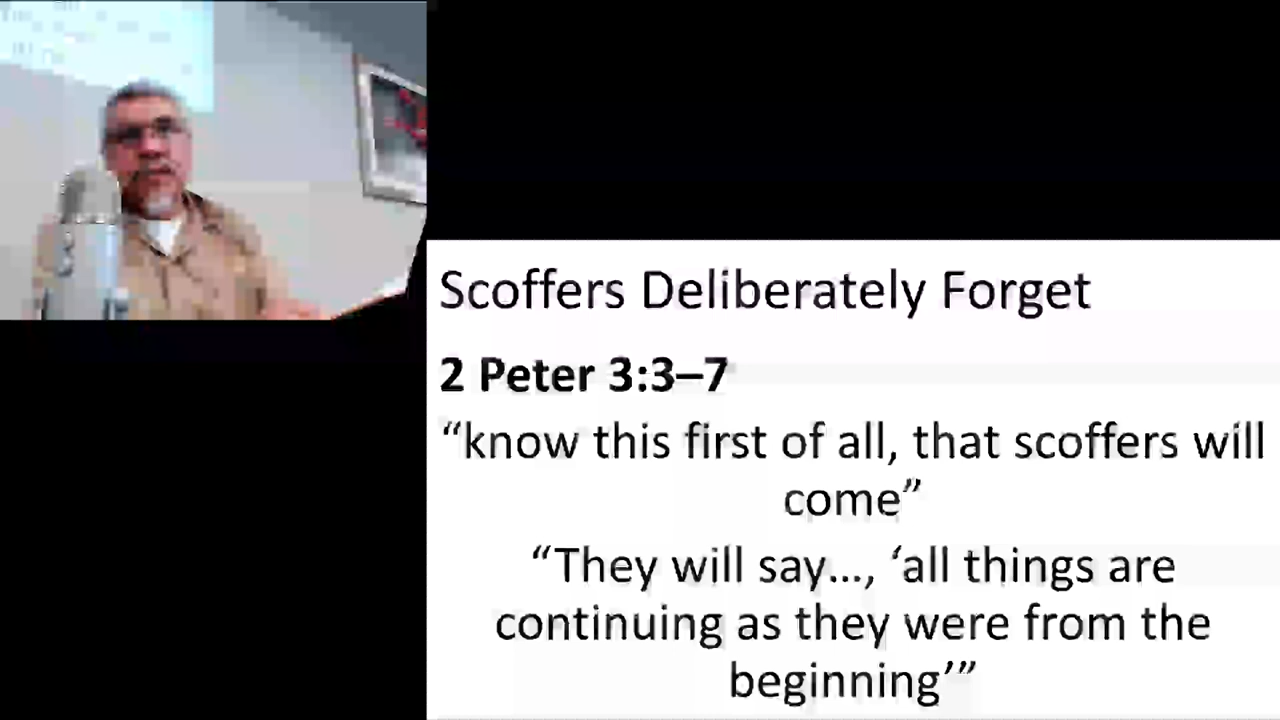 Scoffers Deliberately Forget
2 Peter 3:3–7
“know this first of all, that scoffers will
come”
“They will say…, ‘all things are
continuing as they were from the
beginning’”